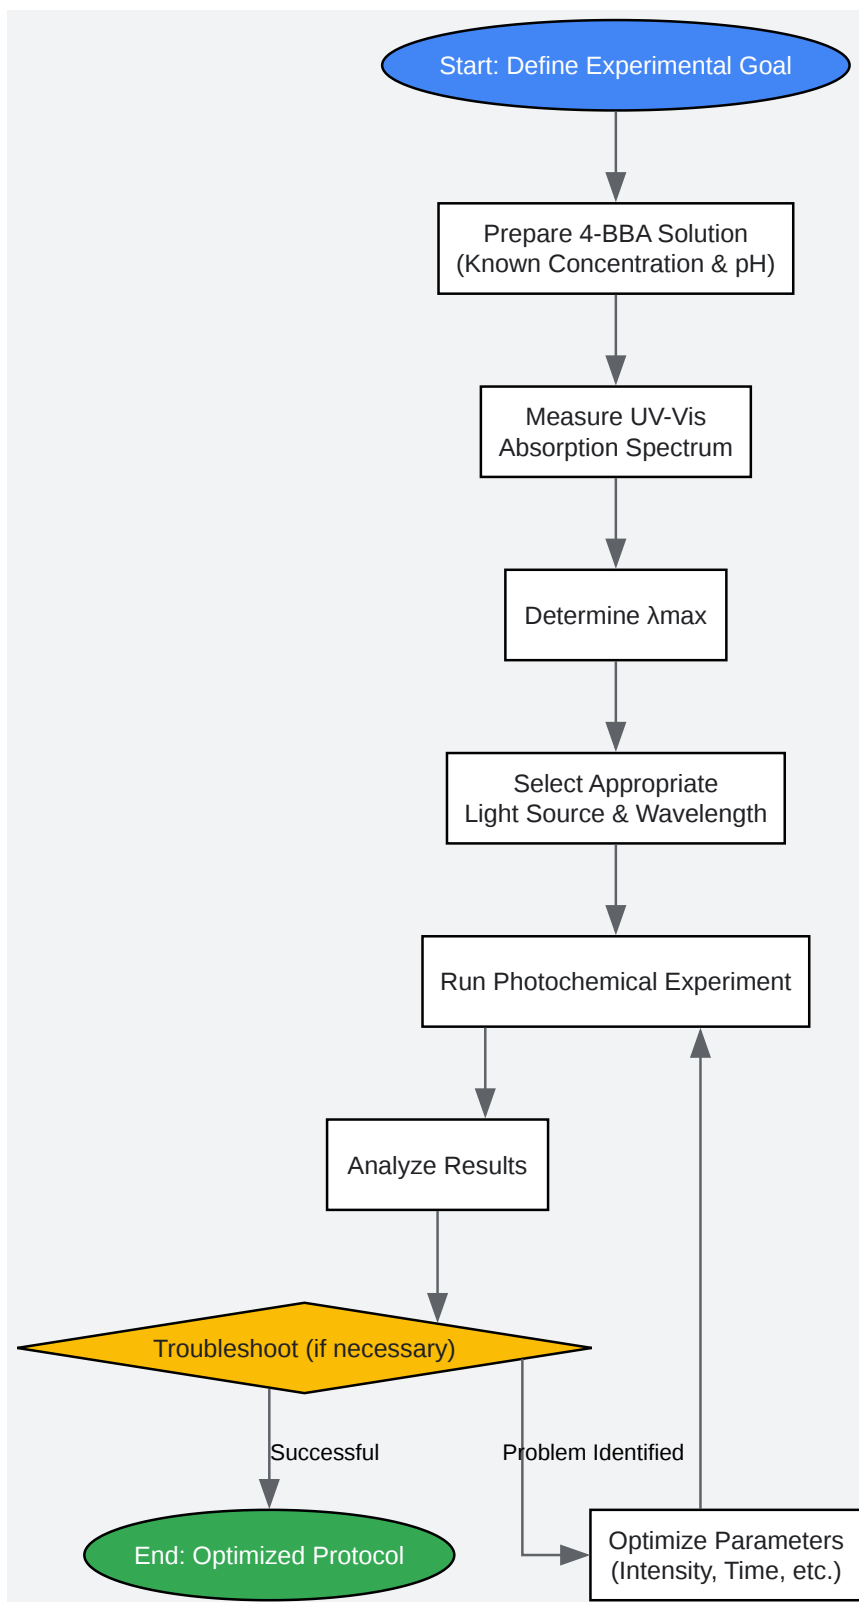 Start: Define Experimental Goal
Prepare 4-BBA Solution
(Known Concentration & pH)
Measure UV-Vis
Absorption Spectrum
Determine λmax
Select Appropriate
Light Source & Wavelength
Run Photochemical Experiment
Analyze Results
Troubleshoot (if necessary)
Successful
Problem Identified
End: Optimized Protocol
Optimize Parameters
(Intensity, Time, etc.)